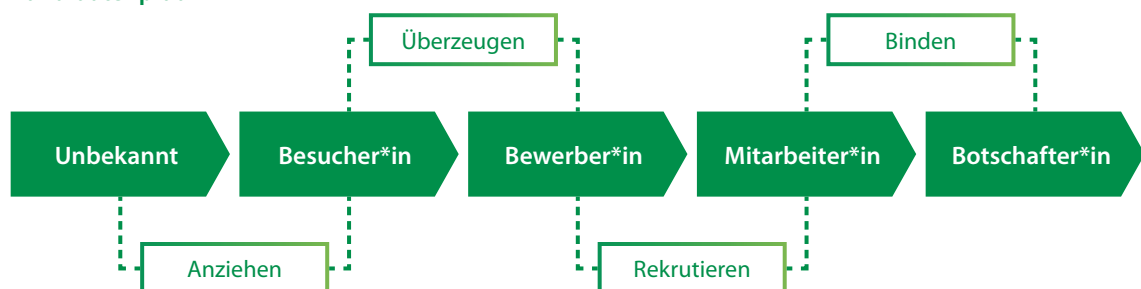 Überzeugen
Binden
Unbekannt
Besucher*in
Bewerber*in
Mitarbeiter*in
Botschafter*in
Anziehen
Rekrutieren